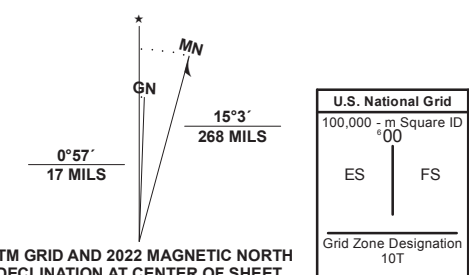 ★
MN
GN
15°3´
268 MILS
0°57´
17 MILS
TM GRID AND 2022 MAGNETIC NORTH
DECLINATION AT CENTER OF SHEET
U.S. National Grid
100,000 - m Square ID
⁶00
ES FS
Grid Zone Designation
10T